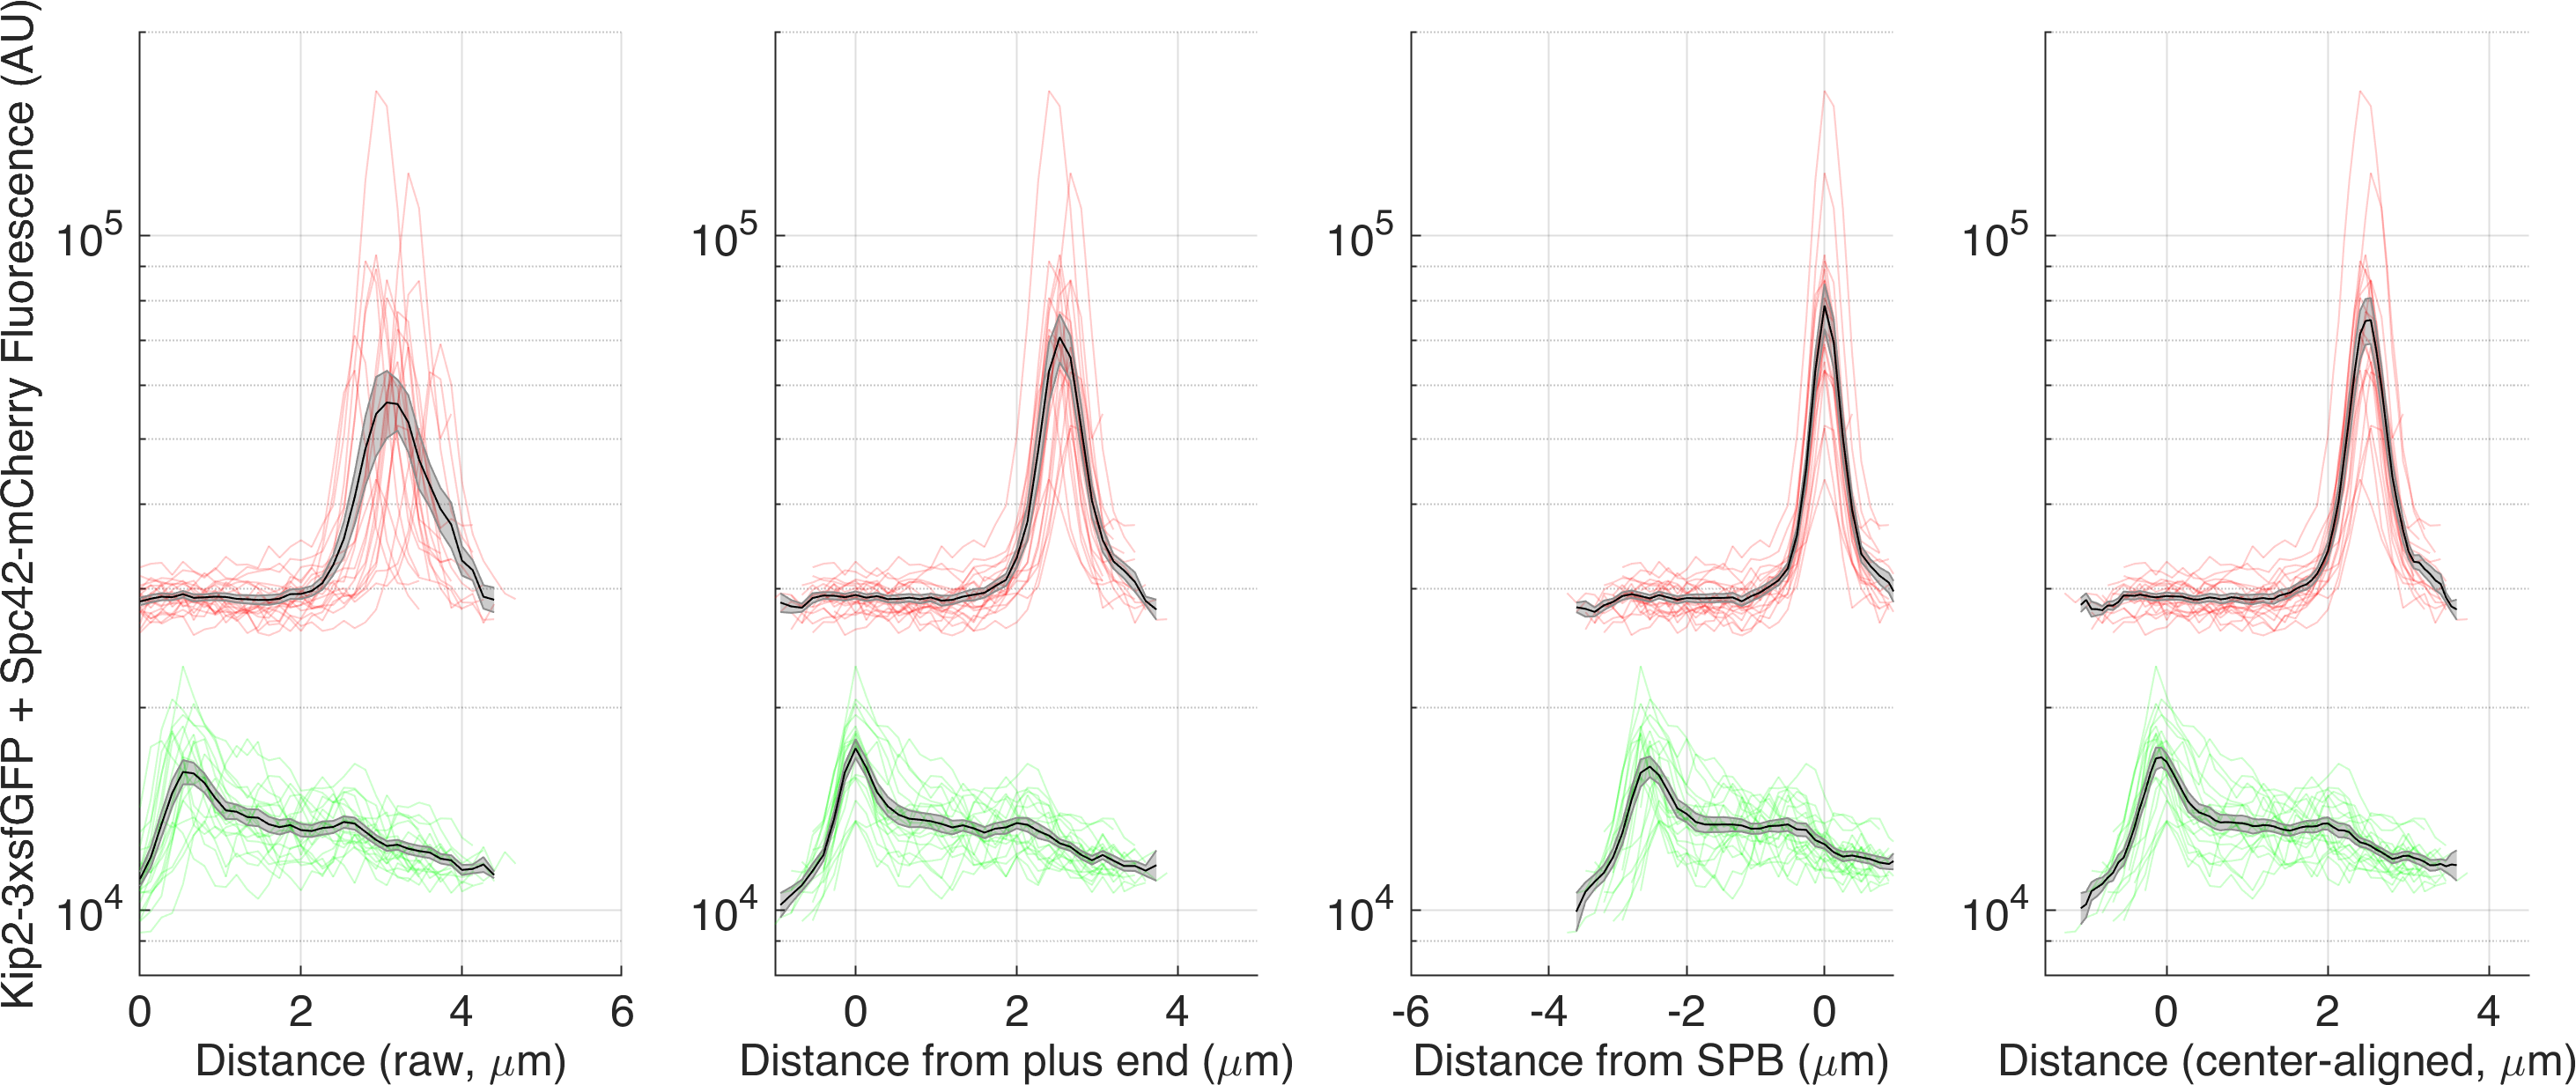 Kip2-3xsfGFP + Spc42-mCherry Fluorescence (AU)
10^5
10^4
0 2 4 6
Distance (raw, μm)
10^5
10^4
0 2 4
Distance from plus end (μm)
10^5
10^4
-6 -4 -2 0
Distance from SPB (μm)
10^5
10^4
0 2 4
Distance (center-aligned, μm)